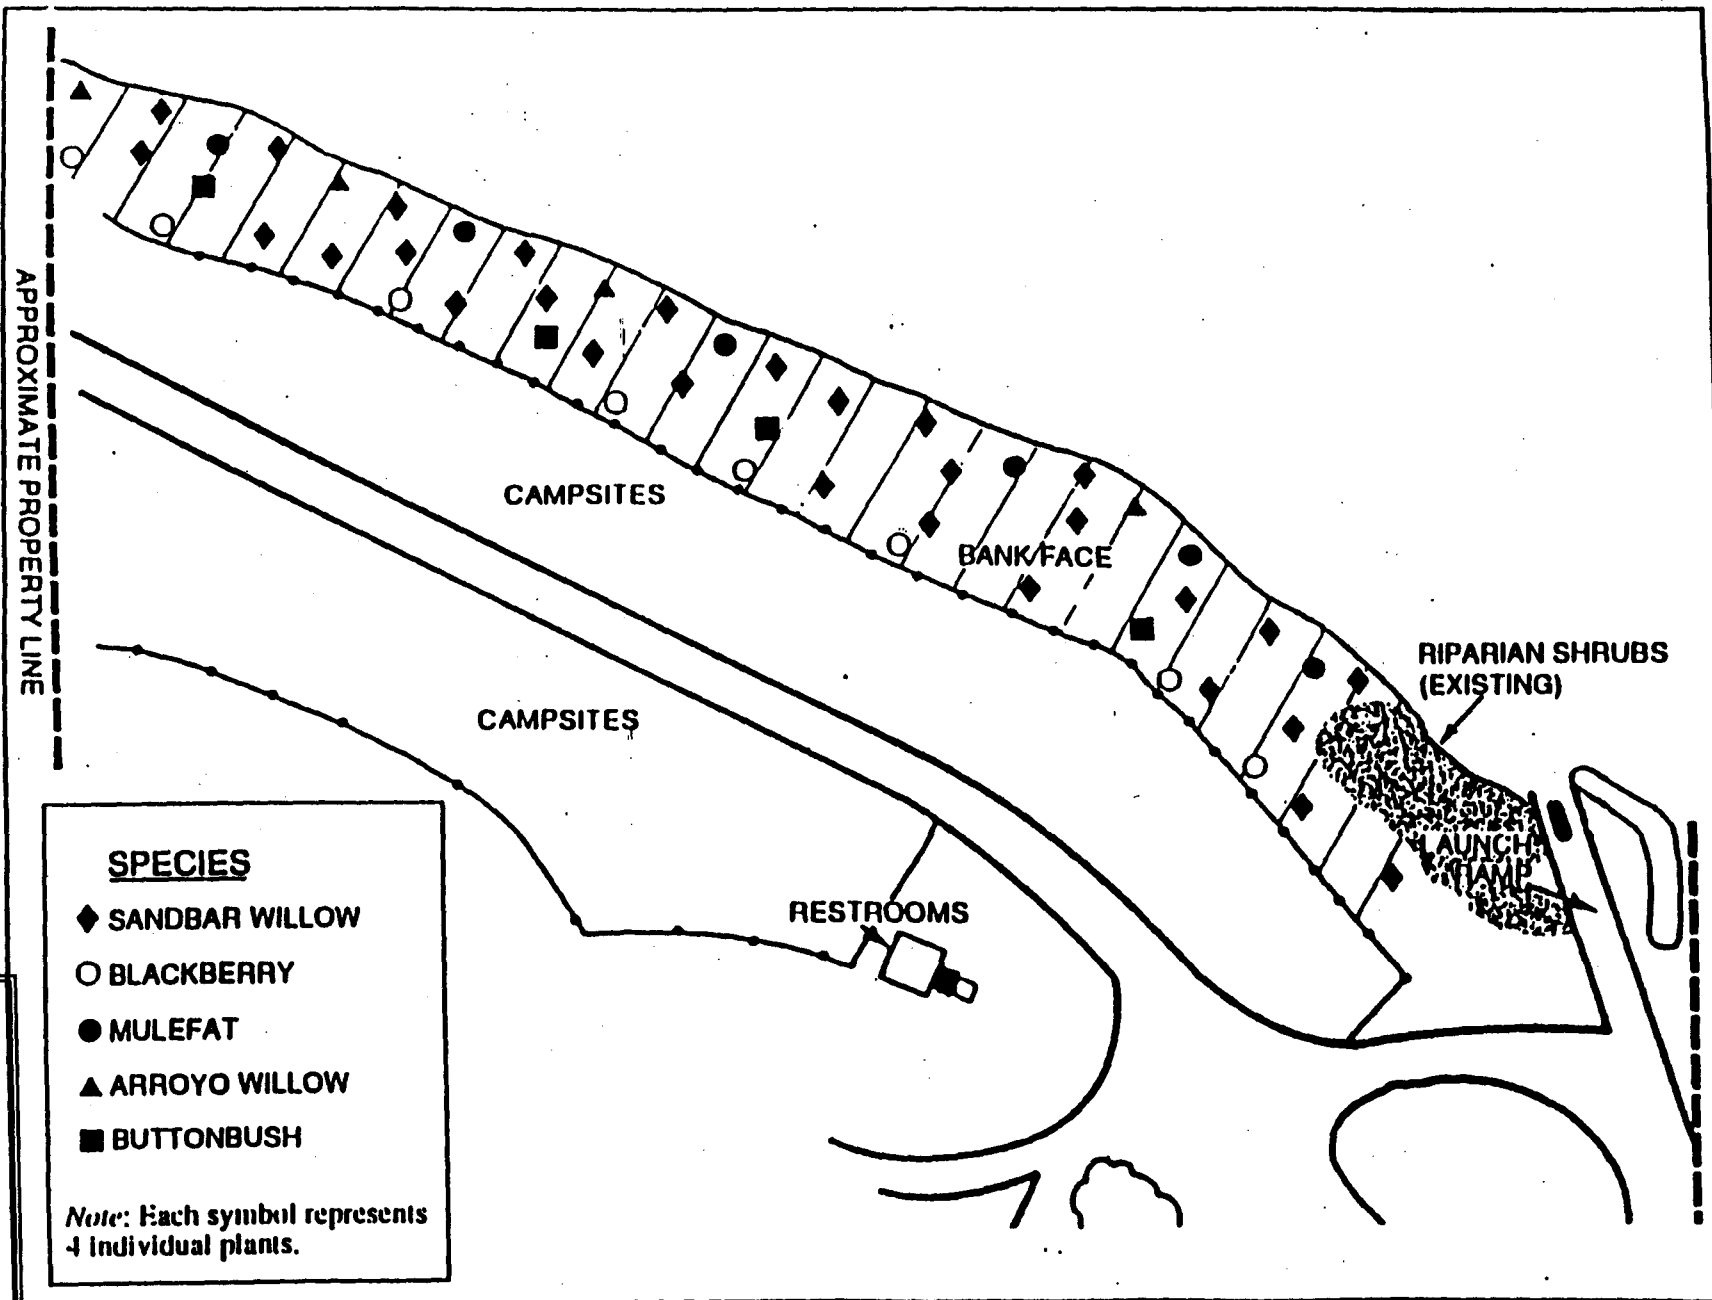 APPROXIMATE PROPERTY LINE
CAMPSITES
BANK FACE
RIPARIAN SHRUBS
(EXISTING)
CAMPSITES
LAUNCH
RAMP
RESTROOMS
SPECIES
SANDBAR WILLOW
BLACKBERRY
MULEFAT
ARROYO WILLOW
BUTTONBUSH
Note: Each symbol represents
4 individual plants.